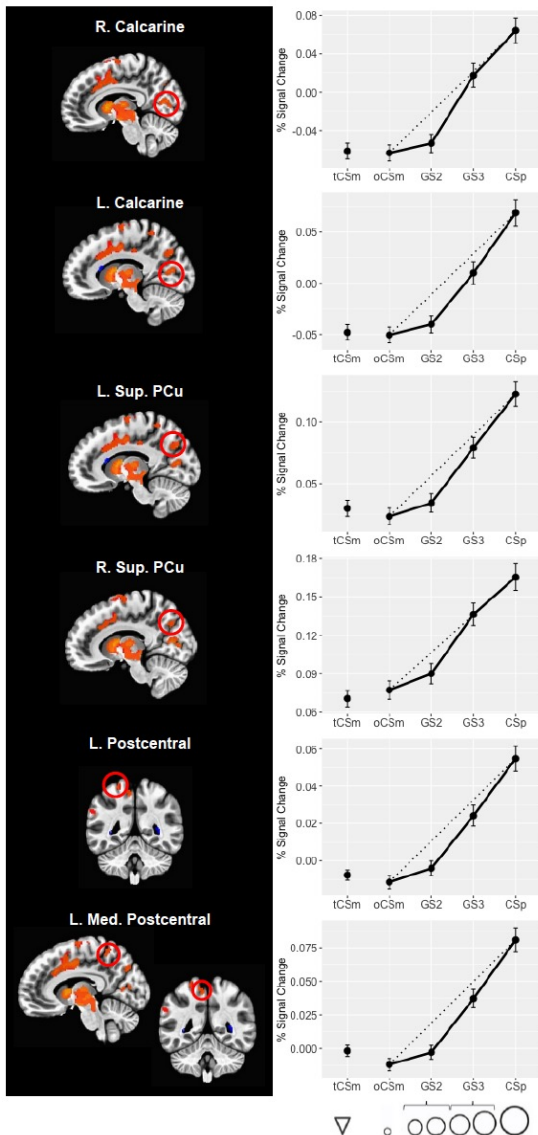 R. Calcarine
% Signal Change
0.08
0.04
0.00
-0.04
tCSm oCSm GS2 GS3 CSp
L. Calcarine
% Signal Change
0.05
0.00
-0.05
tCSm oCSm GS2 GS3 CSp
L. Sup. PCu
% Signal Change
0.10
0.05
tCSm oCSm GS2 GS3 CSp
R. Sup. PCu
% Signal Change
0.18
0.15
0.12
0.09
0.06
tCSm oCSm GS2 GS3 CSp
L. Postcentral
% Signal Change
0.06
0.04
0.02
0.00
tCSm oCSm GS2 GS3 CSp
L. Med. Postcentral
% Signal Change
0.075
0.050
0.025
0.000
tCSm oCSm GS2 GS3 CSp